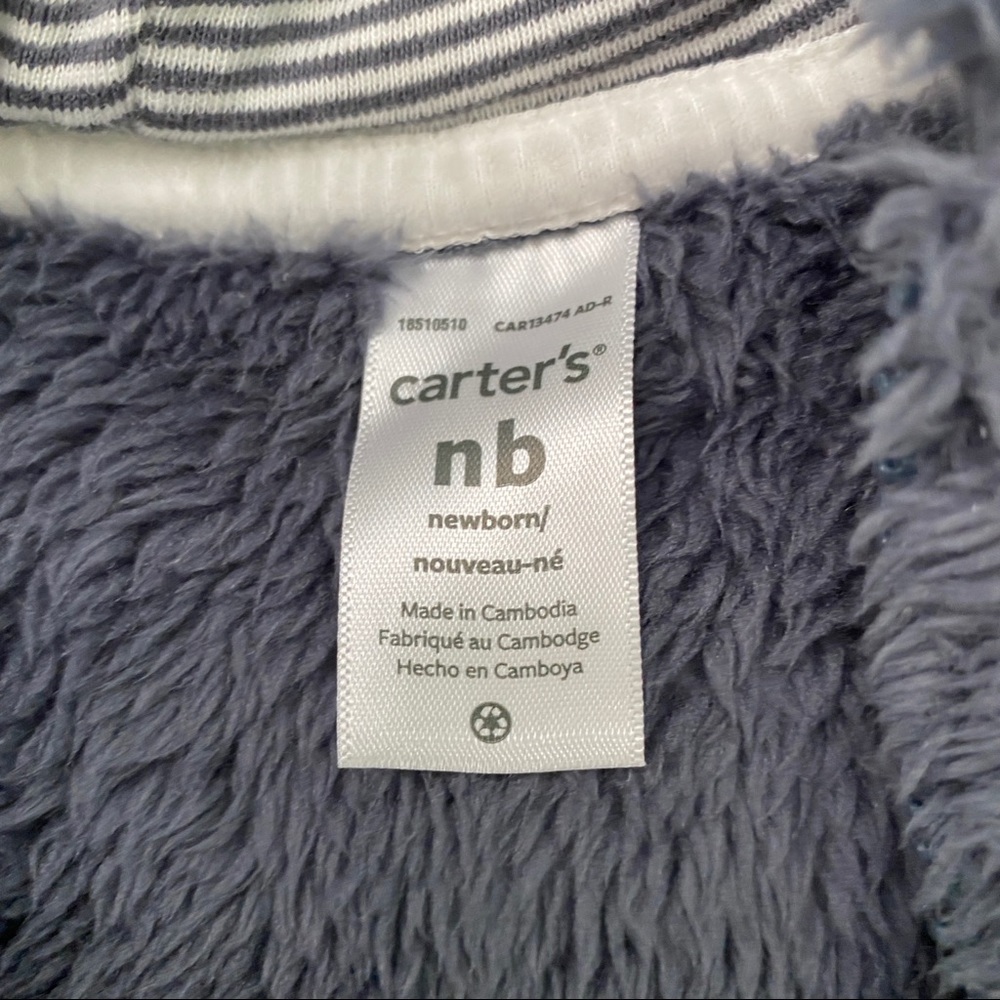 18510510 CAR13474 AD-R
carter's®
nb
newborn/
nouveau-né
Made in Cambodia
Fabriqué au Cambodge
Hecho en Camboya